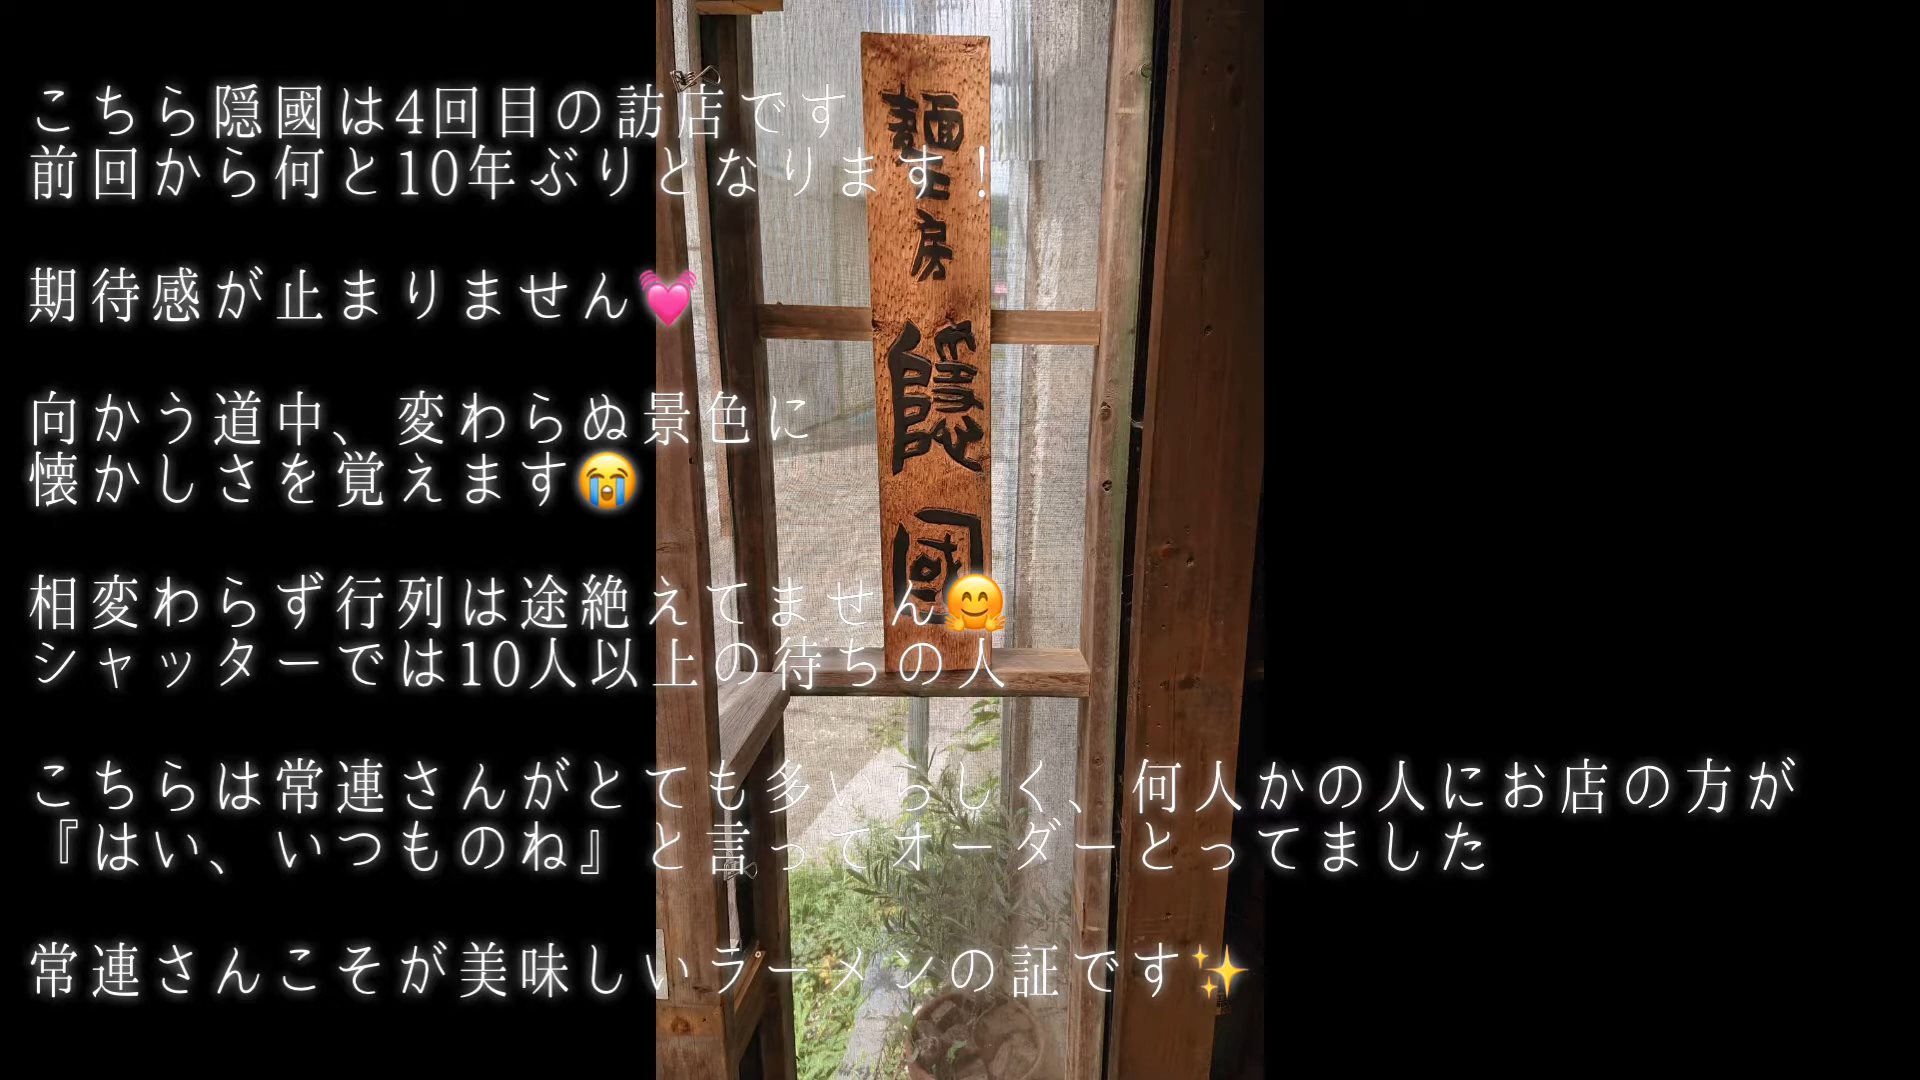 こちら隠國は4回目の訪店です
前回から何と10年ぶりとなります!
期待感が止まりません💓
向かう道中、変わらぬ景色に
懐かしさを覚えます😭
相変わらず行列は途絶えてません🤗
シャッターでは10人以上の待ちの人
こちらは常連さんがとても多いらしく、何人かの人にお店の方が
『はい、いつものね』と言ってオーダーとってました
常連さんこそが美味しいラーメンの証です✨
麺工房
隠國